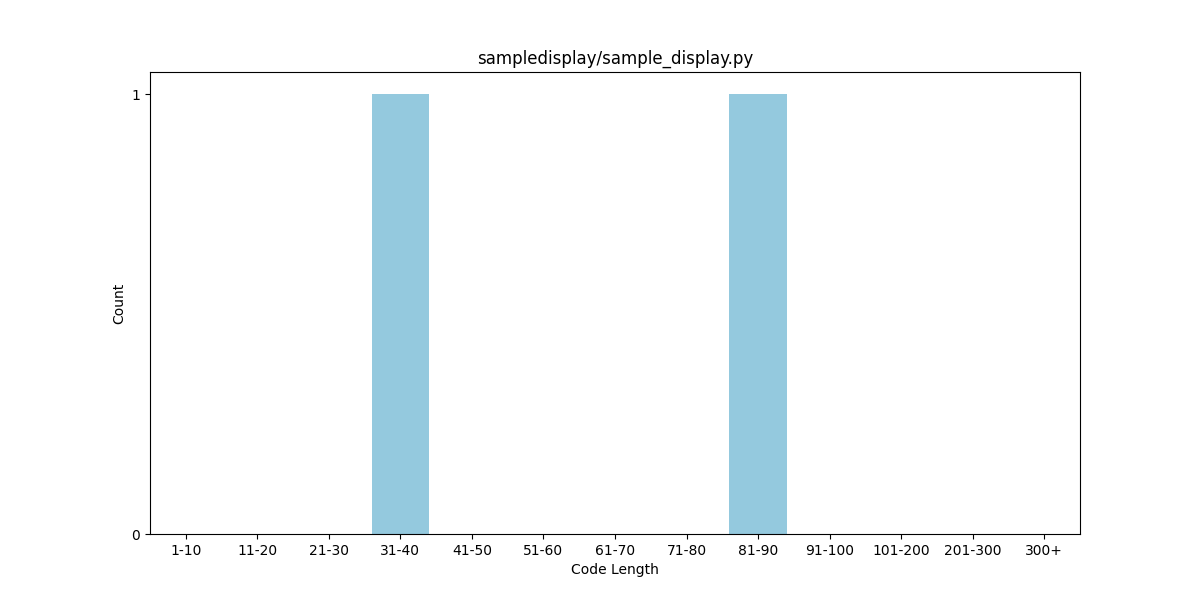 sampledisplay/sample_display.py
1
Count
0
1-10 11-20 21-30 31-40 41-50 51-60 61-70 71-80 81-90 91-100 101-200 201-300 300+
Code Length